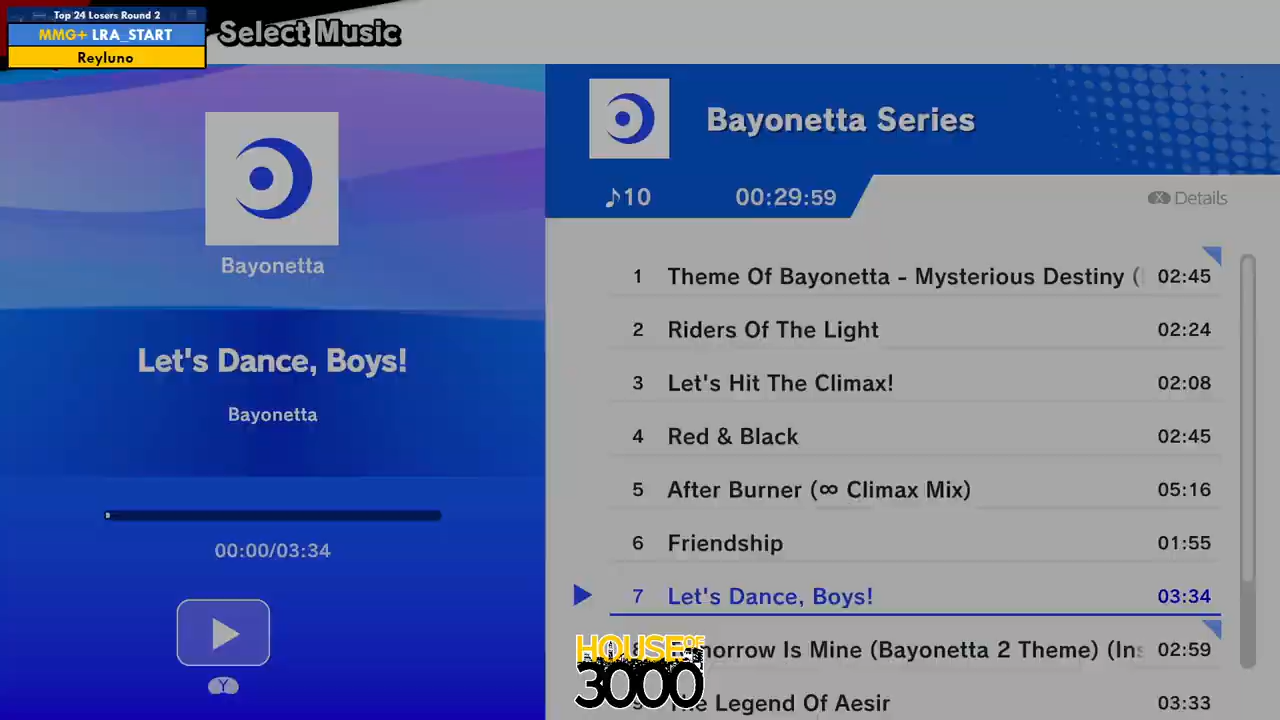 Top 24 Losers Round 2
MMG+ LRA_START
Reyluno
Select Music
Bayonetta
Let's Dance, Boys!
Bayonetta
00:00/03:34
Y
Bayonetta Series
♪10 00:29:59
X Details
1 Theme Of Bayonetta - Mysterious Destiny ( 02:45
2 Riders Of The Light 02:24
3 Let's Hit The Climax! 02:08
4 Red & Black 02:45
5 After Burner (∞ Climax Mix) 05:16
6 Friendship 01:55
7 Let's Dance, Boys! 03:34
8 Tomorrow Is Mine (Bayonetta 2 Theme) (Ins 02:59
9 The Legend Of Aesir 03:33
HOUSE OF
3000